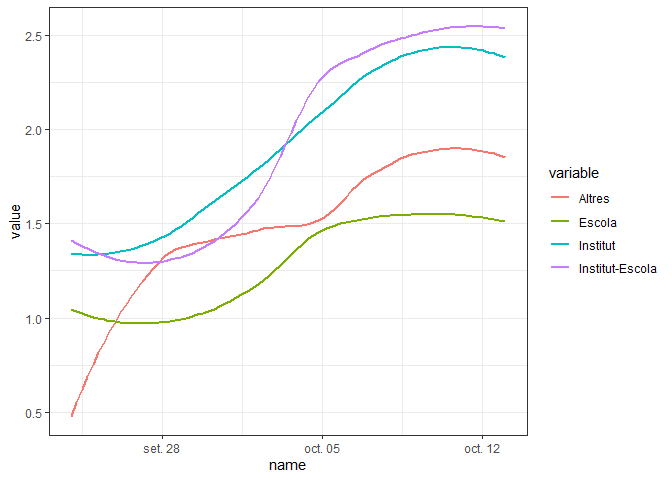 2.5
2.0
1.5
1.0
0.5
value
set. 28
oct. 05
oct. 12
name
variable
Altres
Escola
Institut
Institut-Escola